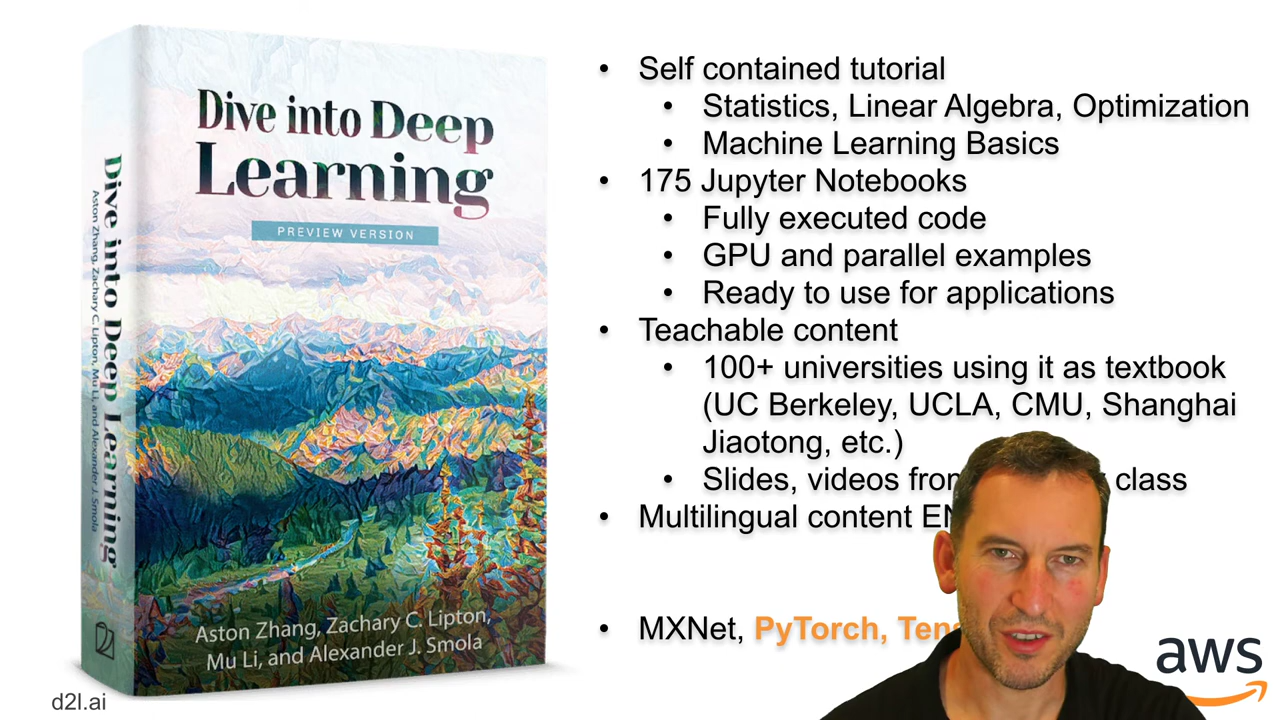 Dive into Deep
Learning
PREVIEW VERSION
Aston Zhang, Zachary C. Lipton,
Mu Li, and Alexander J. Smola
Dive into Deep Learning
Aston Zhang, Zachary C. Lipton, Mu Li, and Alexander J. Smola
d2l.ai
• Self contained tutorial
• Statistics, Linear Algebra, Optimization
• Machine Learning Basics
• 175 Jupyter Notebooks
• Fully executed code
• GPU and parallel examples
• Ready to use for applications
• Teachable content
• 100+ universities using it as textbook
(UC Berkeley, UCLA, CMU, Shanghai
Jiaotong, etc.)
• Slides, videos class
• Multilingual content
• MXNet, PyTorch,
aws